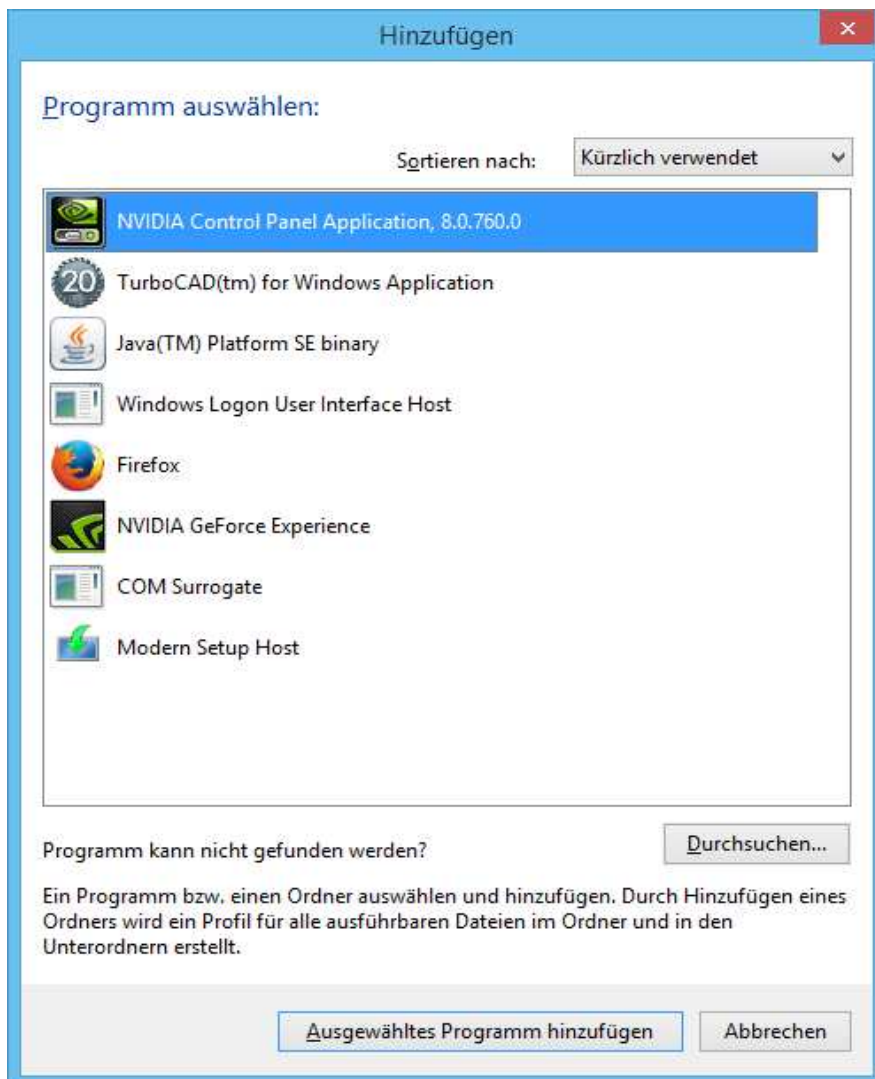 Hinzufügen
Programm auswählen:
Sortieren nach:
Kürzlich verwendet
NVIDIA Control Panel Application, 8.0.760.0
20
TurboCAD(tm) for Windows Application
Java(TM) Platform SE binary
Windows Logon User Interface Host
Firefox
NVIDIA GeForce Experience
COM Surrogate
Modern Setup Host
Programm kann nicht gefunden werden?
Durchsuchen...
Ein Programm bzw. einen Ordner auswählen und hinzufügen. Durch Hinzufügen eines
Ordners wird ein Profil für alle ausführbaren Dateien im Ordner und in den
Unterordnern erstellt.
Ausgewähltes Programm hinzufügen
Abbrechen